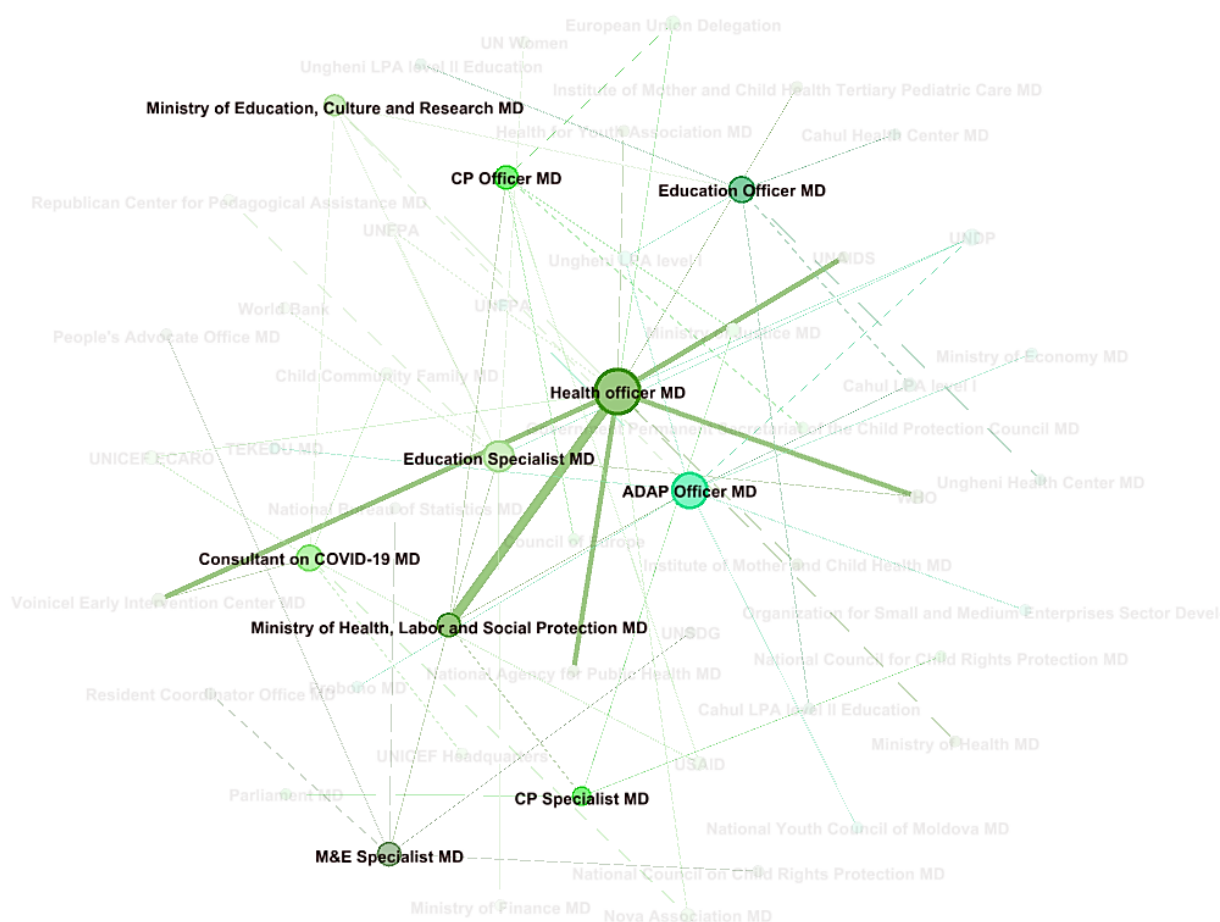 European Union Delegation
UN Women
Ungheni LPA level II Education
Institute of Mother and Child Health Tertiary Pediatric Care MD
Ministry of Education, Culture and Research MD
Health for Youth Association MD
Cahul Health Center MD
CP Officer MD
Education Officer MD
Republican Center for Pedagogical Assistance MD
UNFPA
UNDP
Ungheni LPA level I
UNAIDS
World Bank
UNFPA
People's Advocate Office MD
Ministry of Justice MD
Ministry of Economy MD
Child Community Family MD
Cahul LPA level I
Health officer MD
Government Permanent Secretariat of the Child Protection Council MD
TEKEDU MD
UNICEF ECARO
Education Specialist MD
Ungheni Health Center MD
ADAP Officer MD
WHO
National Bureau of Statistics MD
Council of Europe
Consultant on COVID-19 MD
Institute of Mother and Child Health MD
Voinicel Early Intervention Center MD
Organization for Small and Medium Enterprises Sector Devel
Ministry of Health, Labor and Social Protection MD
UNSDG
National Council for Child Rights Protection MD
National Agency for Public Health MD
Resident Coordinator Office MD
Probono MD
Cahul LPA level II Education
Ministry of Health MD
UNICEF Headquarters
USAID
Parliament MD
CP Specialist MD
National Youth Council of Moldova MD
M&E Specialist MD
National Council on Child Rights Protection MD
Ministry of Finance MD
Nova Association MD